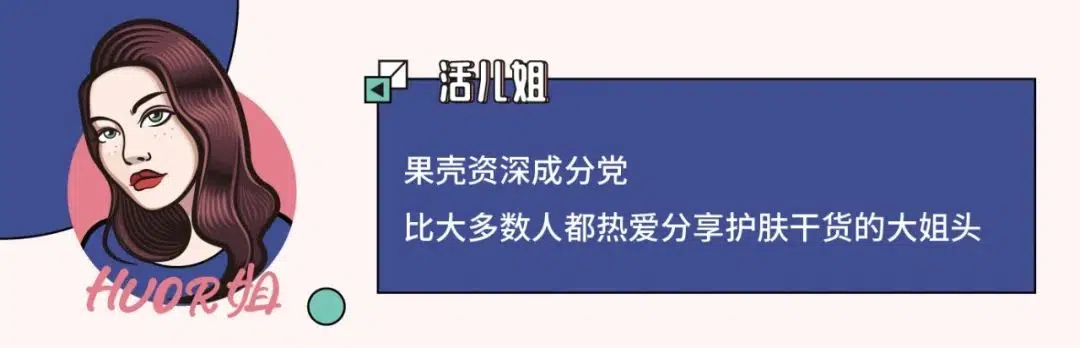 活儿姐
果壳资深成分党
比大多数人都热爱分享护肤干货的大姐头
HUOR姐